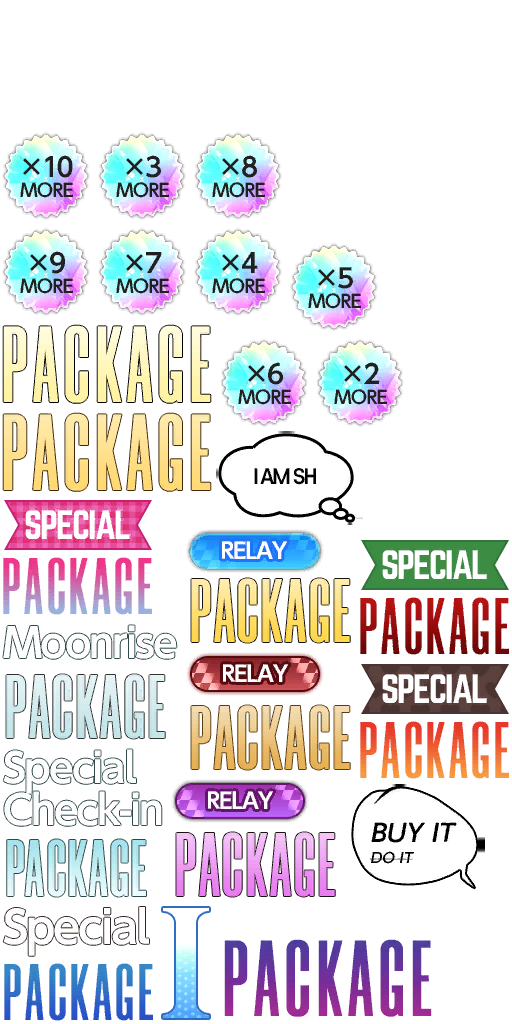 ×10 MORE
×3 MORE
×8 MORE
×9 MORE
×7 MORE
×4 MORE
×5 MORE
PACKAGE
×6 MORE
×2 MORE
PACKAGE
I AM SH
SPECIAL
PACKAGE
RELAY
PACKAGE
SPECIAL
PACKAGE
Moonrise
PACKAGE
RELAY
PACKAGE
SPECIAL
PACKAGE
Special
Check-in
PACKAGE
RELAY
PACKAGE
BUY IT
DO IT
Special
PACKAGE
I
PACKAGE